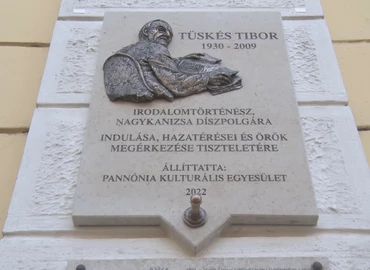 TÜSKÉS TIBOR
1930 - 2009
IRODALOMTÖRTÉNÉSZ,
NAGYKANIZSA DÍSZPOLGÁRA
INDULÁSA, HAZATÉRÉSEI ÉS ÖRÖK
MEGÉRKEZÉSE TISZTELETÉRE
ÁLLÍTTATTA:
PANNÓNIA KULTURÁLIS EGYESÜLET
2022